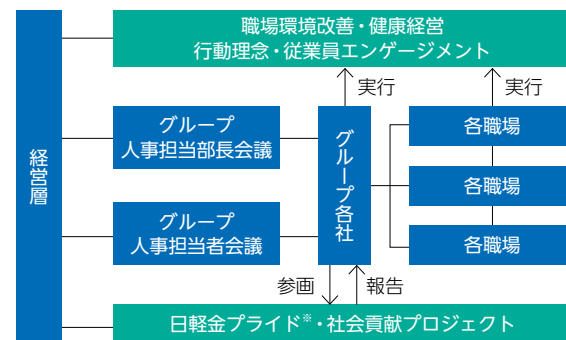 職場環境改善・健康経営
行動理念・従業員エンゲージメント
実行
実行
経営層
グループ
人事担当部長会議
グループ各社
各職場
各職場
グループ
人事担当者会議
各職場
参画
報告
日軽金プライド※・社会貢献プロジェクト